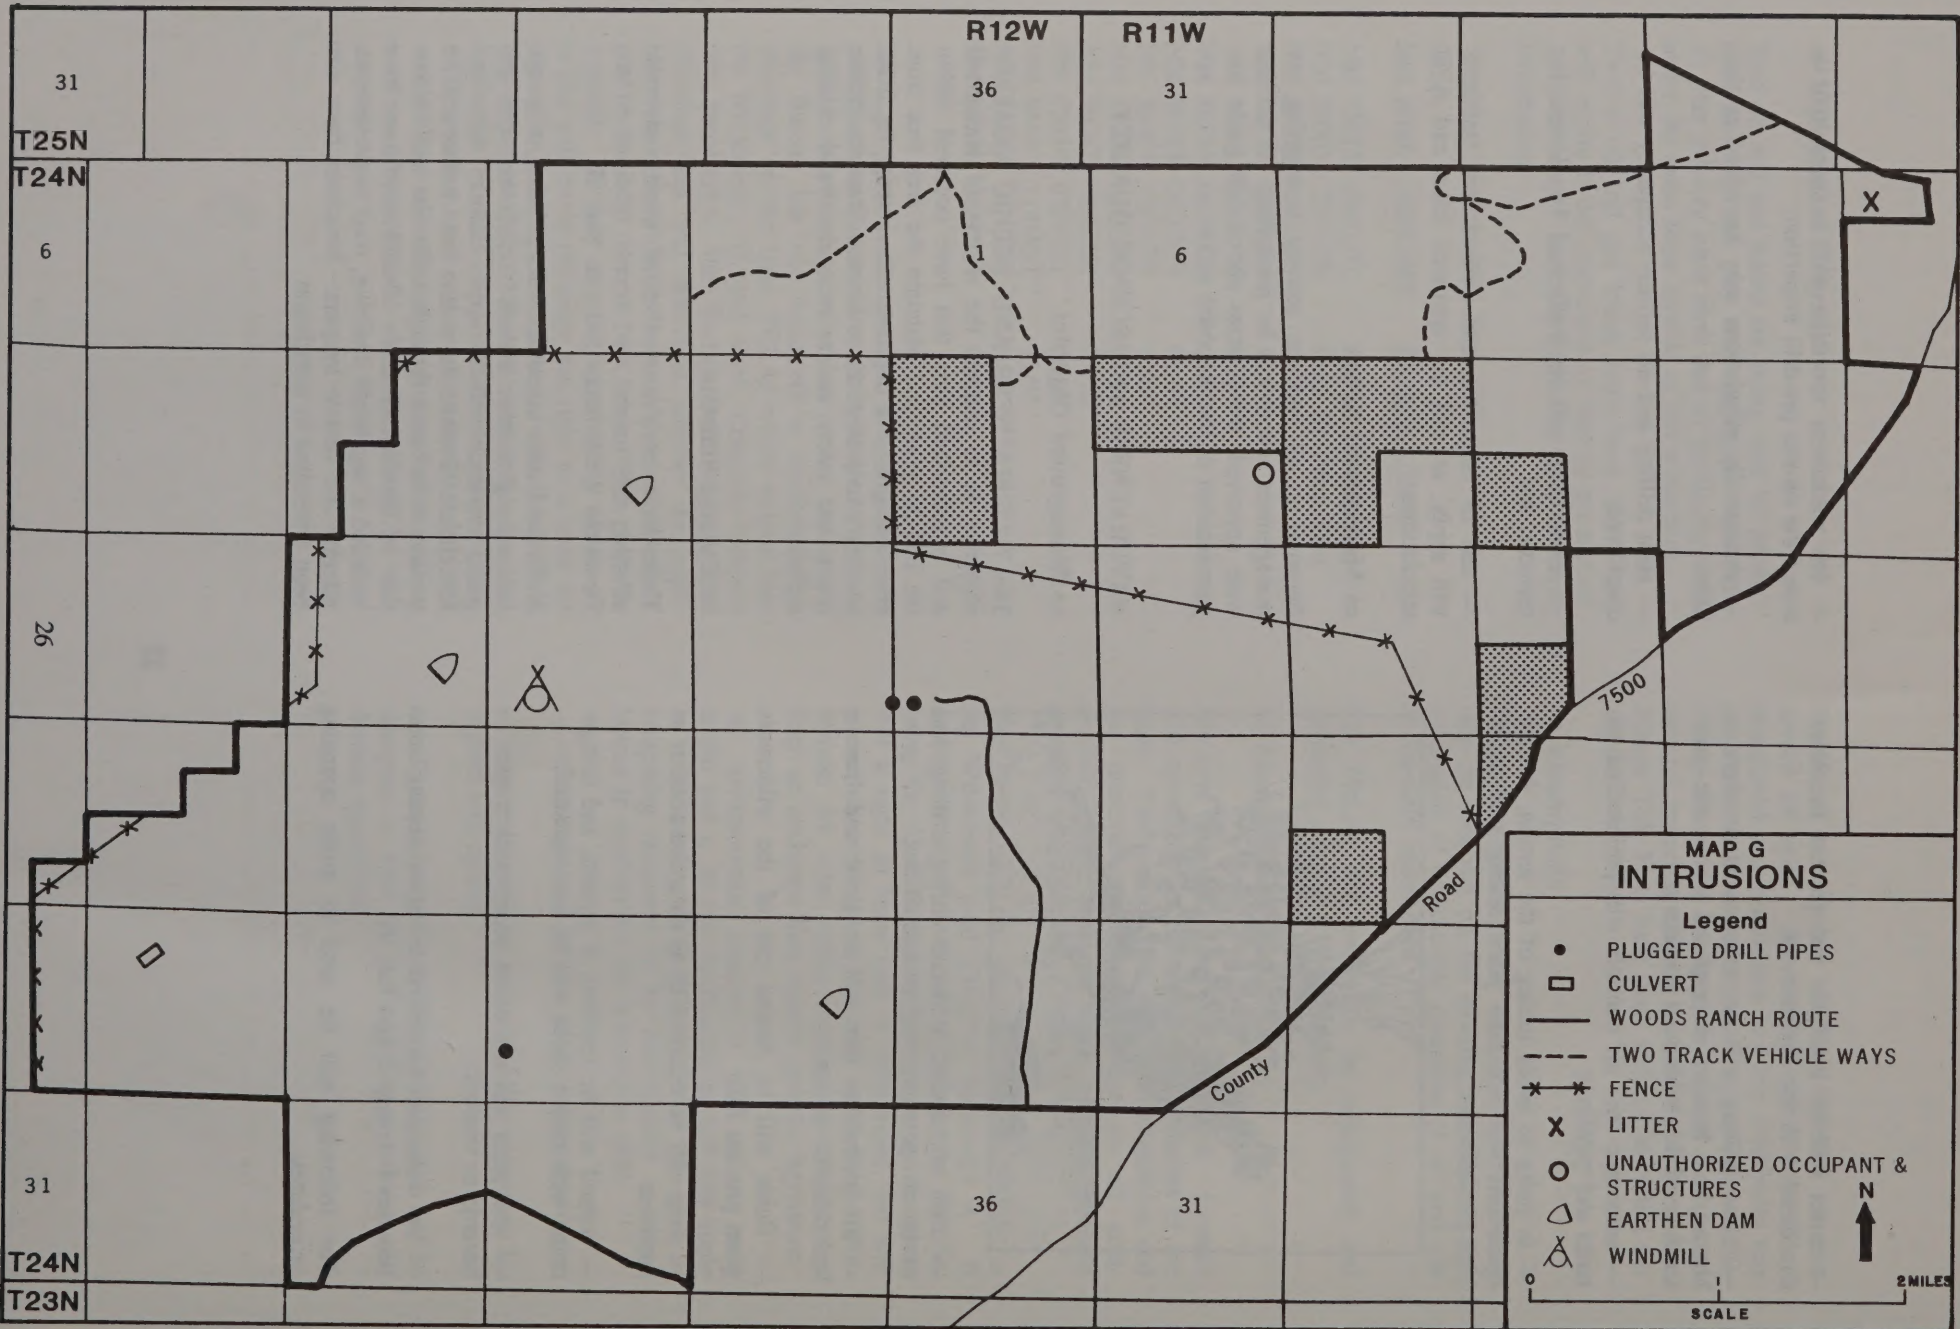 R12W R11W
31 36 31
T25N
T24N
6 1 6
26
7500
Road
County
31 36 31
T24N
T23N
MAP G
INTRUSIONS
Legend
PLUGGED DRILL PIPES
CULVERT
WOODS RANCH ROUTE
TWO TRACK VEHICLE WAYS
FENCE
LITTER
UNAUTHORIZED OCCUPANT &
STRUCTURES
N
EARTHEN DAM
WINDMILL
0 2 MILES
SCALE